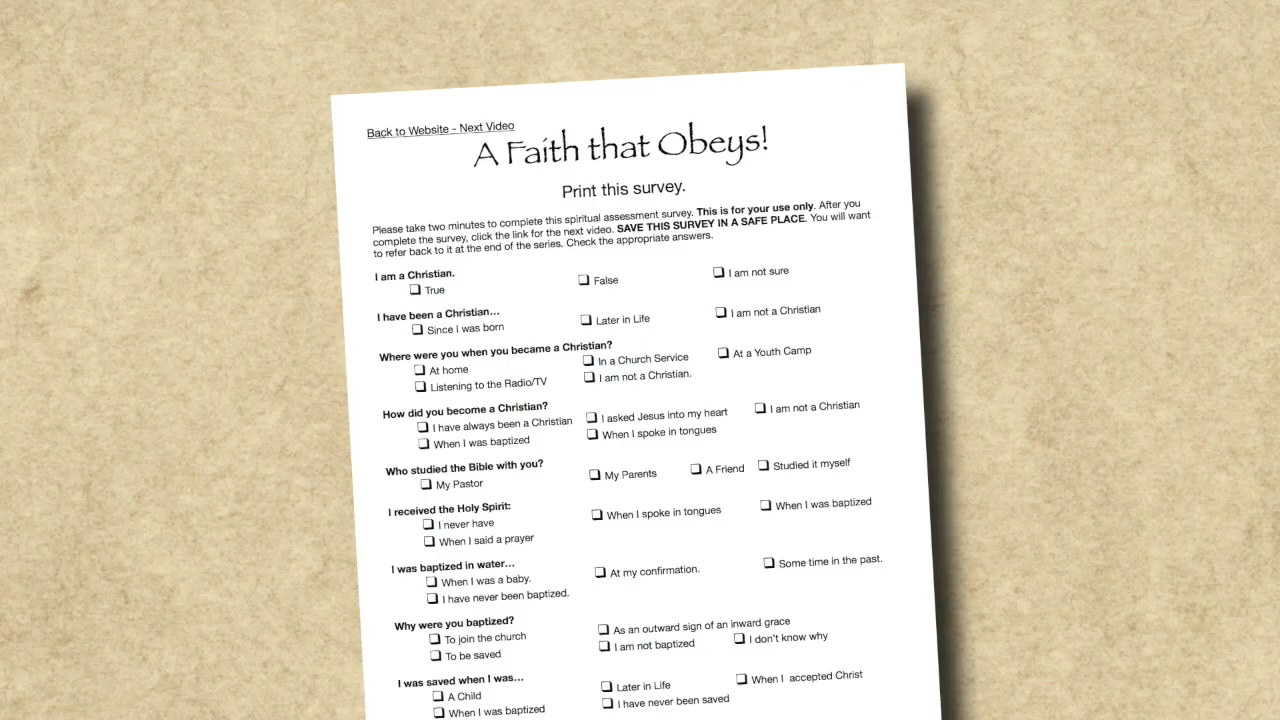 Back to Website - Next Video
A Faith that Obeys!
Print this survey.
Please take two minutes to complete this spiritual assessment survey. This is for your use only. After you
complete the survey, click the link for the next video. SAVE THIS SURVEY IN A SAFE PLACE. You will want
to refer back to it at the end of the series. Check the appropriate answers.
I am a Christian.
❏ True ❏ False ❏ I am not sure
I have been a Christian...
❏ Since I was born ❏ Later in Life ❏ I am not a Christian
Where were you when you became a Christian?
❏ At home ❏ In a Church Service ❏ At a Youth Camp
❏ Listening to the Radio/TV ❏ I am not a Christian.
How did you become a Christian?
❏ I have always been a Christian ❏ I asked Jesus into my heart ❏ I am not a Christian
❏ When I was baptized ❏ When I spoke in tongues
Who studied the Bible with you?
❏ My Pastor ❏ My Parents ❏ A Friend ❏ Studied it myself
I received the Holy Spirit:
❏ I never have ❏ When I spoke in tongues ❏ When I was baptized
❏ When I said a prayer
I was baptized in water...
❏ When I was a baby. ❏ At my confirmation. ❏ Some time in the past.
❏ I have never been baptized.
Why were you baptized?
❏ To join the church ❏ As an outward sign of an inward grace
❏ To be saved ❏ I am not baptized ❏ I don't know why
I was saved when I was...
❏ A Child ❏ Later in Life ❏ When I accepted Christ
❏ When I was baptized ❏ I have never been saved